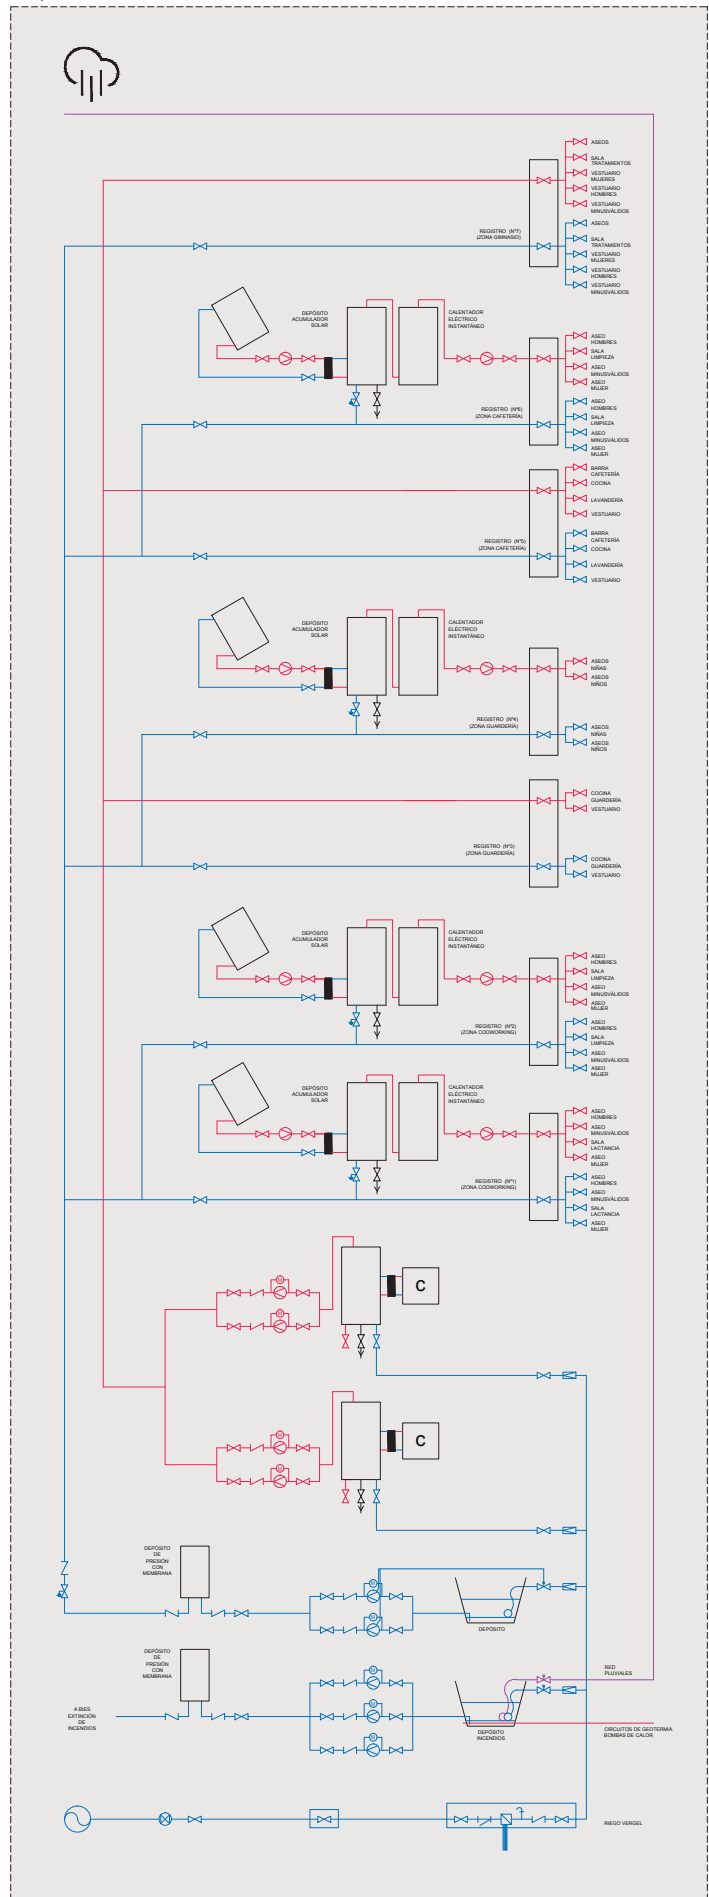 ASEOS
SALA
TRATAMIENTOS
VESTUARIO
MUJERES
VESTUARIO
HOMBRES
VESTUARIO
MINUSVÁLIDOS
REGISTRO (Nº7)
(ZONA GIMNASIO)
ASEOS
SALA
TRATAMIENTOS
VESTUARIO
MUJERES
VESTUARIO
HOMBRES
VESTUARIO
MINUSVÁLIDOS
DEPÓSITO
ACUMULADOR
SOLAR
CALENTADOR
ELÉCTRICO
INSTANTÁNEO
ASEO
HOMBRES
SALA
LIMPIEZA
ASEO
MINUSVÁLIDOS
ASEO
MUJER
REGISTRO (Nº6)
(ZONA CAFETERÍA)
ASEO
HOMBRES
SALA
LIMPIEZA
ASEO
MINUSVÁLIDOS
ASEO
MUJER
BARRA
CAFETERÍA
COCINA
LAVANDERÍA
VESTUARIO
REGISTRO (Nº5)
(ZONA CAFETERÍA)
BARRA
CAFETERÍA
COCINA
LAVANDERÍA
VESTUARIO
DEPÓSITO
ACUMULADOR
SOLAR
CALENTADOR
ELÉCTRICO
INSTANTÁNEO
ASEOS
NIÑAS
ASEOS
NIÑOS
REGISTRO (Nº4)
(ZONA GUARDERÍA)
ASEOS
NIÑAS
ASEOS
NIÑOS
COCINA
GUARDERÍA
VESTUARIO
REGISTRO (Nº3)
(ZONA GUARDERÍA)
COCINA
GUARDERÍA
VESTUARIO
DEPÓSITO
ACUMULADOR
SOLAR
CALENTADOR
ELÉCTRICO
INSTANTÁNEO
ASEO
HOMBRES
SALA
LIMPIEZA
ASEO
MINUSVÁLIDOS
ASEO
MUJER
REGISTRO (Nº2)
(ZONA COOWORKING)
ASEO
HOMBRES
SALA
LIMPIEZA
ASEO
MINUSVÁLIDOS
ASEO
MUJER
DEPÓSITO
ACUMULADOR
SOLAR
CALENTADOR
ELÉCTRICO
INSTANTÁNEO
ASEO
HOMBRES
ASEO
MINUSVÁLIDOS
SALA
LACTANCIA
ASEO
MUJER
REGISTRO (Nº1)
(ZONA COOWORKING)
ASEO
HOMBRES
ASEO
MINUSVÁLIDOS
SALA
LACTANCIA
ASEO
MUJER
M
M
C
M
M
C
DEPÓSITO
DE
PRESIÓN
CON
MEMBRANA
M
M
DEPÓSITO
DEPÓSITO
DE
PRESIÓN
CON
MEMBRANA
M
M
M
RED
PLUVIALES
A BIES
EXTINCIÓN
DE
INCENDIOS
DEPÓSITO
INCENDIOS
CIRCUITOS DE GEOTERMIA
BOMBAS DE CALOR
RIEGO VERGEL